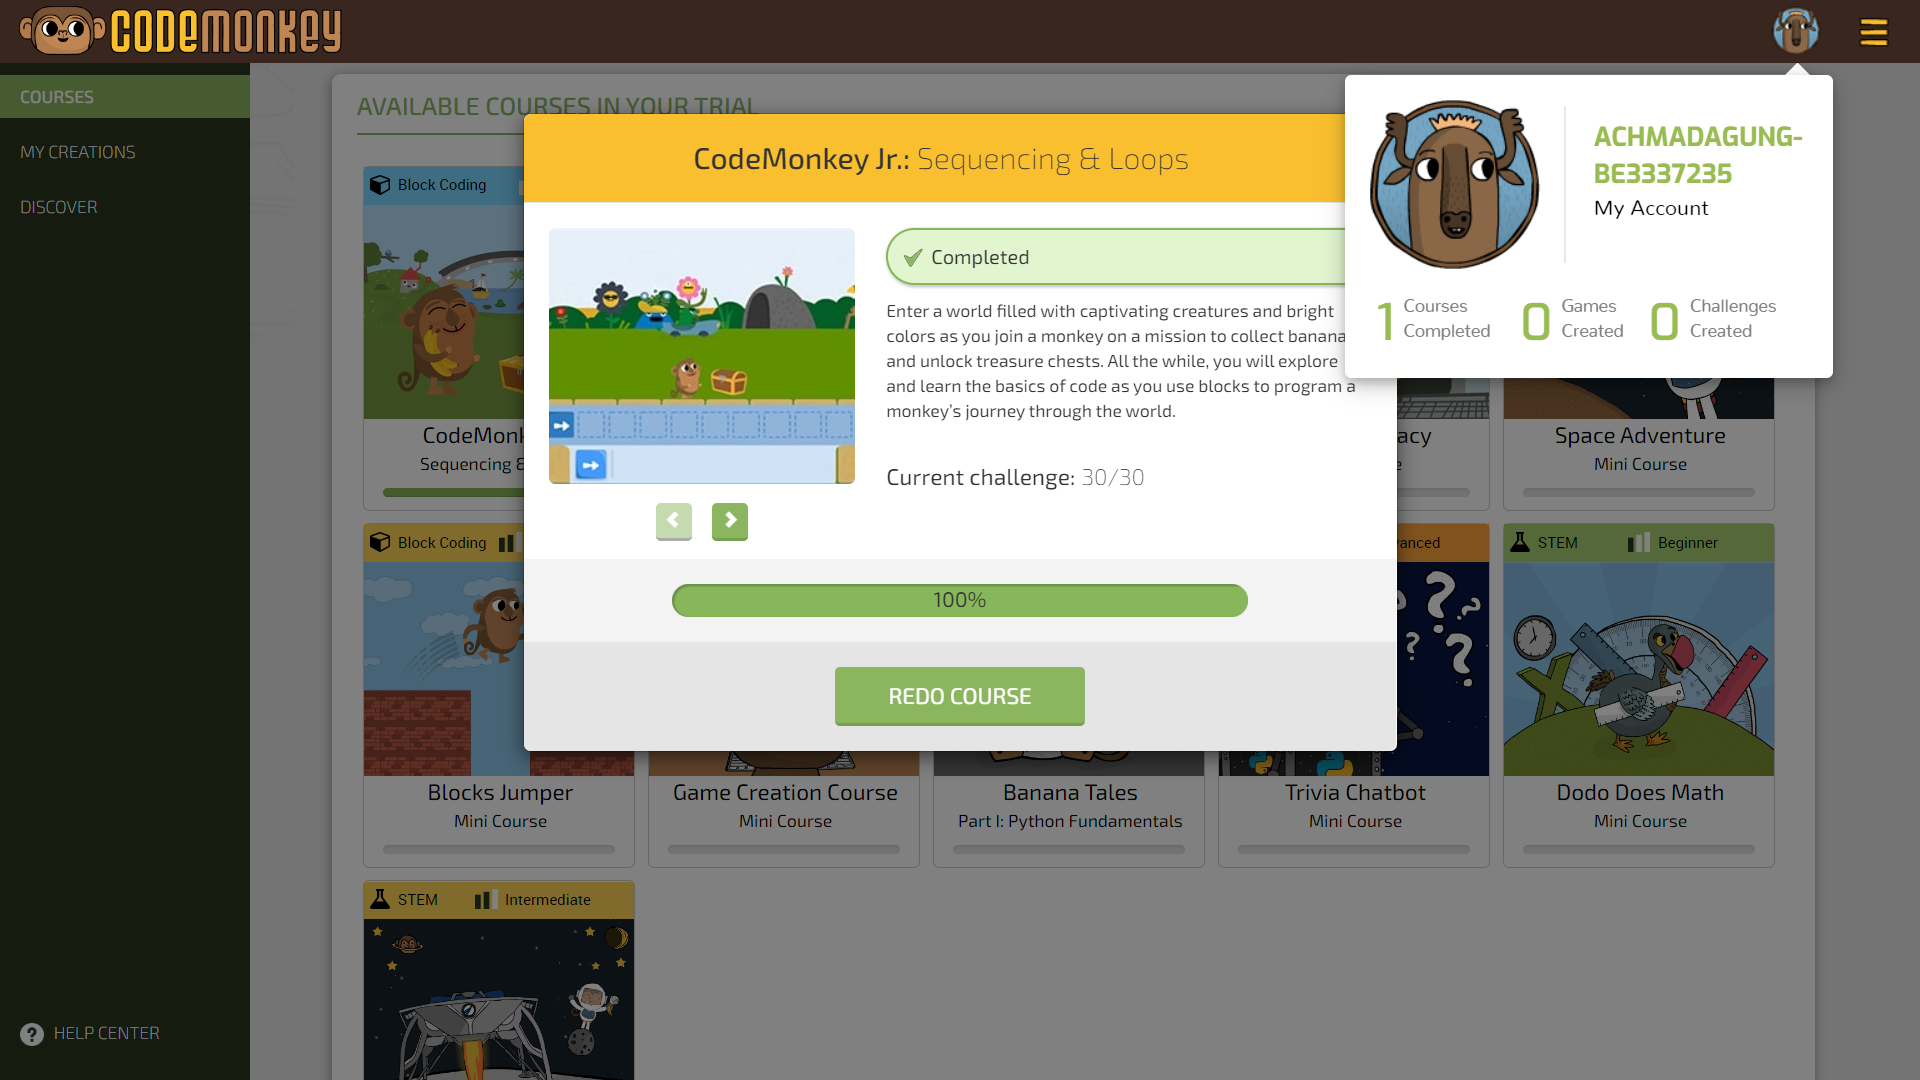 CODEMONKEY
COURSES
MY CREATIONS
DISCOVER
HELP CENTER
AVAILABLE COURSES IN YOUR TRIAL
Block Coding
Sequencing &
CodeMonkey Jr.: Sequencing & Loops
Completed
Enter a world filled with captivating creatures and bright
colors as you join a monkey on a mission to collect banana
and unlock treasure chests. All the while, you will explore
and learn the basics of code as you use blocks to program a
monkey's journey through the world.
Current challenge: 30/30
100%
REDO COURSE
ACHMADAGUNG-
BE3337235
My Account
1 Courses Completed
0 Games Created
0 Challenges Created
Space Adventure
Mini Course
Block Coding
Blocks Jumper
Mini Course
Game Creation Course
Mini Course
Banana Tales
Part I: Python Fundamentals
Trivia Chatbot
Mini Course
STEM Beginner
Dodo Does Math
Mini Course
STEM Intermediate